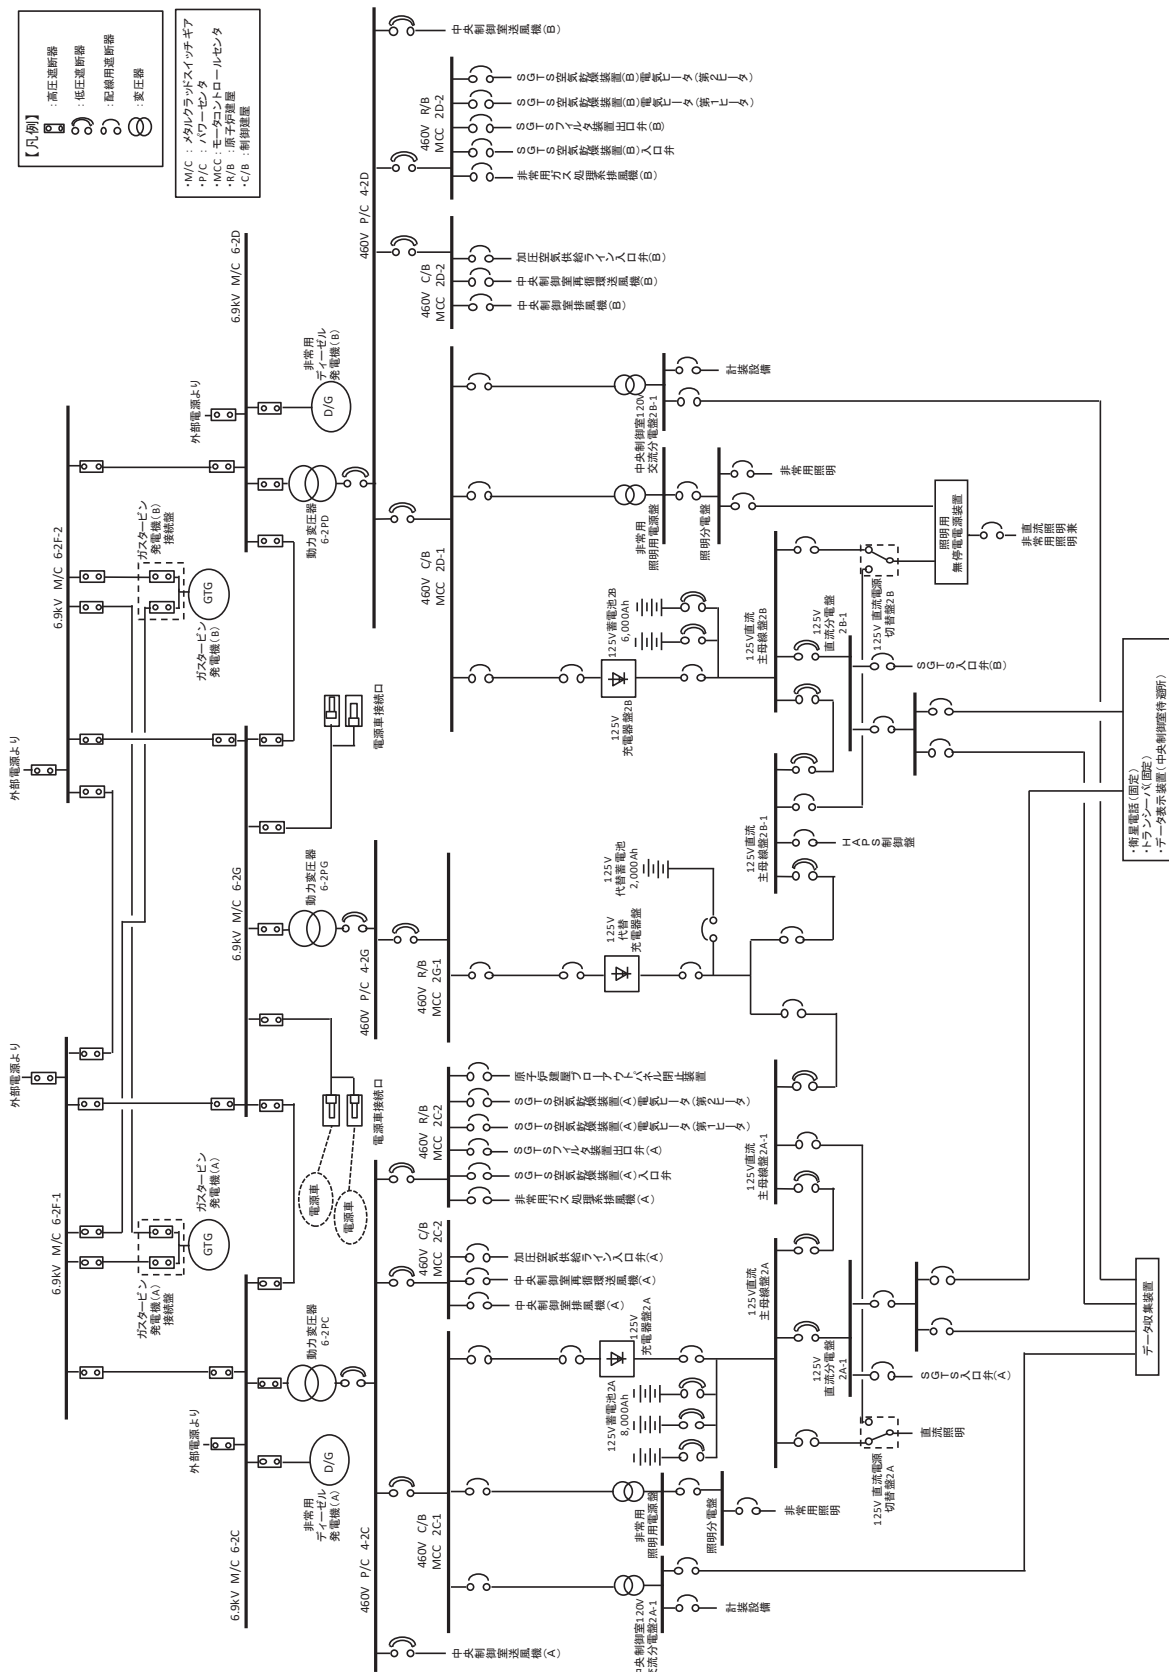 【凡例】
：高圧遮断器
：低圧遮断器
：配線用遮断器
：変圧器
・M/C ：メタルクラッドスイッチギア
・P/C ：パワーセンタ
・MCC：モータコントロールセンタ
・R/B ：原子炉建屋
・C/B ：制御建屋
外部電源より
6.9kV M/C 6-2F-1
ガスタービン
発電機(A)
接続盤
GTG
ガスタービン
発電機(A)
外部電源より
6.9kV M/C 6-2F-2
ガスタービン
発電機(B)
接続盤
GTG
ガスタービン
発電機(B)
外部電源より
6.9kV M/C 6-2C
D/G
非常用
ディーゼル
発電機(A)
動力変圧器
6-2PC
電源車
電源車
電源車接続口
6.9kV M/C 6-2G
動力変圧器
6-2PG
電源車接続口
外部電源より
6.9kV M/C 6-2D
動力変圧器
6-2PD
D/G
非常用
ディーゼル
発電機(B)
460V P/C 4-2C
中央制御室送風機(A)
460V C/B
MCC 2C-1
460V C/B
MCC 2C-2
中央制御室排風機(A)
中央制御室再循環送風機(A)
加圧空気供給ライン入口弁(A)
460V R/B
MCC 2C-2
非常用ガス処理系排風機(A)
SGTS空気乾燥装置(A)入口弁
SGTSフィルタ装置出口弁(A)
SGTS空気乾燥装置(A)電気ヒータ(第1ヒータ)
SGTS空気乾燥装置(A)電気ヒータ(第2ヒータ)
原子炉建屋ブローアウトパネル閉止装置
460V P/C 4-2G
460V R/B
MCC 2G-1
460V P/C 4-2D
460V C/B
MCC 2D-1
460V C/B
MCC 2D-2
中央制御室排風機(B)
中央制御室再循環送風機(B)
加圧空気供給ライン入口弁(B)
460V R/B
MCC 2D-2
非常用ガス処理系排風機(B)
SGTS空気乾燥装置(B)入口弁
SGTSフィルタ装置出口弁(B)
SGTS空気乾燥装置(B)電気ヒータ(第1ヒータ)
SGTS空気乾燥装置(B)電気ヒータ(第2ヒータ)
中央制御室送風機(B)
中央制御室120V
交流分電盤2A-1
計装設備
非常用
照明用電源盤
照明分電盤
非常用照明
125V蓄電池2A
8,000Ah
125V
充電器盤2A
125V
代替
充電器盤
125V
代替蓄電池
2,000Ah
125V
充電器盤2B
125V蓄電池2B
6,000Ah
非常用
照明用電源盤
照明分電盤
非常用照明
中央制御室120V
交流分電盤2B-1
計装設備
125V直流
主母線盤2A
125V直流
主母線盤2A-1
125V直流
主母線盤2B-1
HAPS制御盤
125V直流
主母線盤2B
125V 直流電源
切替盤2A
直流照明
125V
直流分電盤
2A-1
SGTS入口弁(A)
125V
直流分電盤
2B-1
SGTS入口弁(B)
125V 直流電源
切替盤2B
照明用
無停電電源装置
直流照明兼
非常用照明
データ収集装置
・衛星電話(固定)
・トランシーバ(固定)
・データ表示装置(中央制御室待避所)